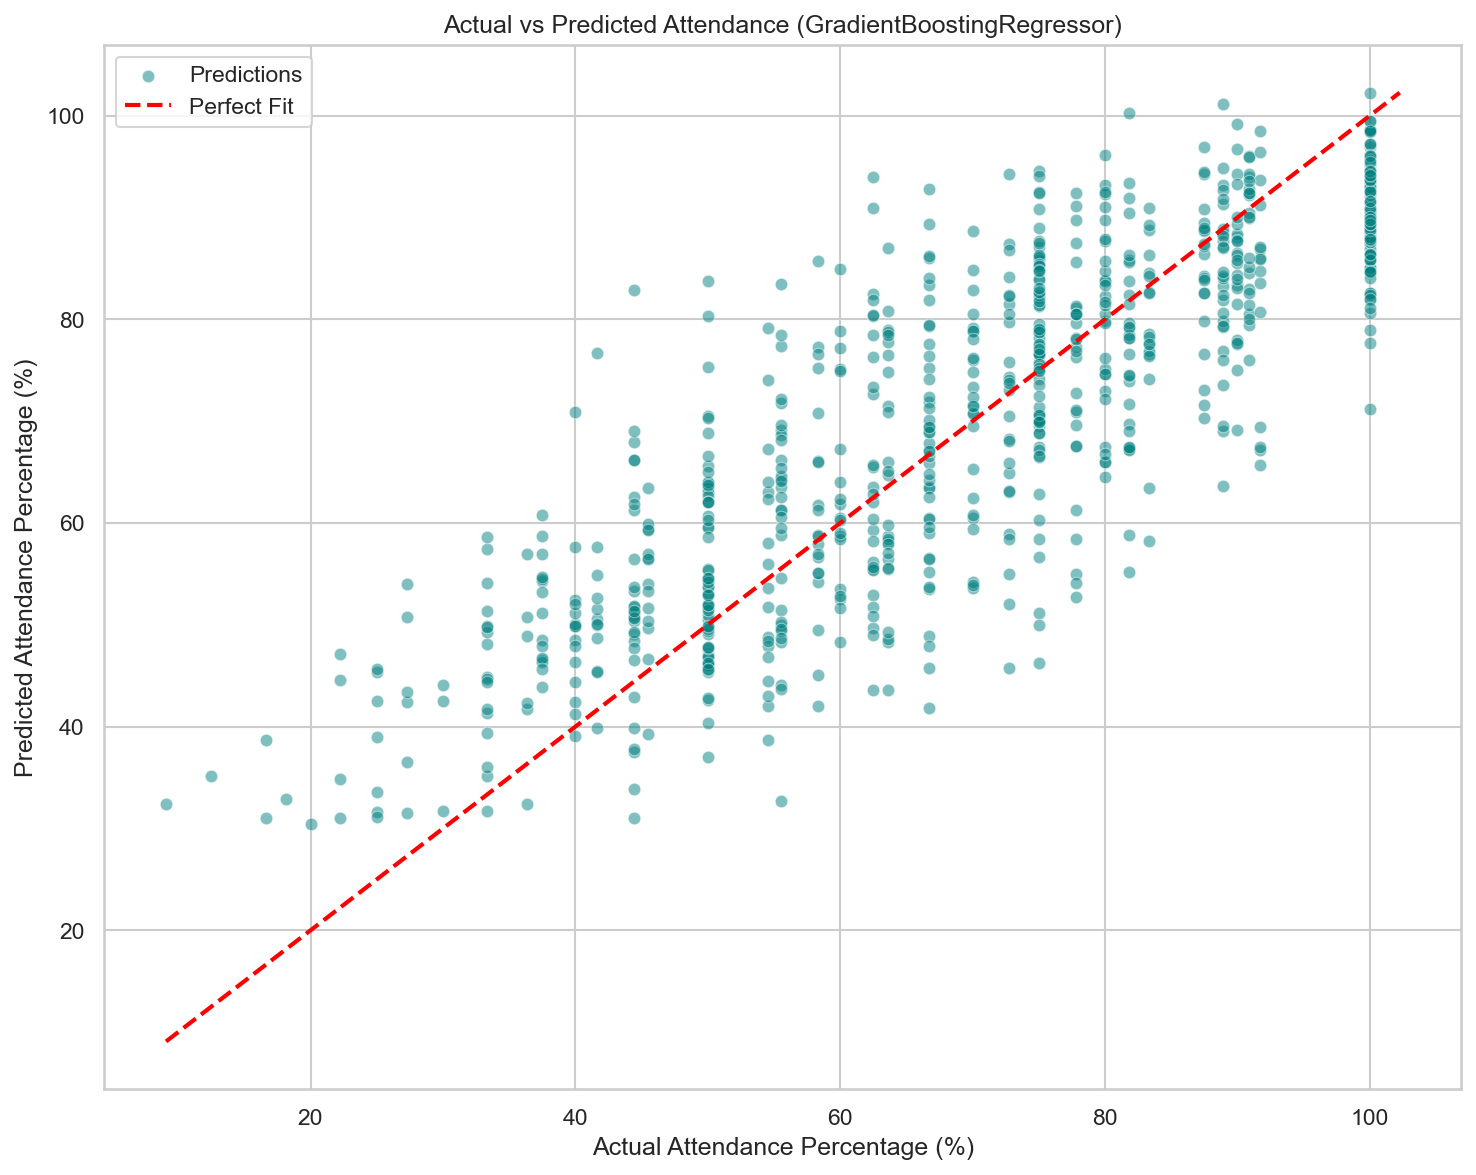 Actual vs Predicted Attendance (GradientBoostingRegressor)
Predictions
Perfect Fit
Predicted Attendance Percentage (%)
100
80
60
40
20
20 40 60 80 100
Actual Attendance Percentage (%)